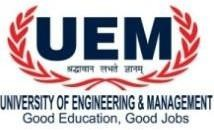 UEM
श्रद्धावान लभते ज्ञानम्
UNIVERSITY OF ENGINEERING & MANAGEMENT
Good Education, Good Jobs